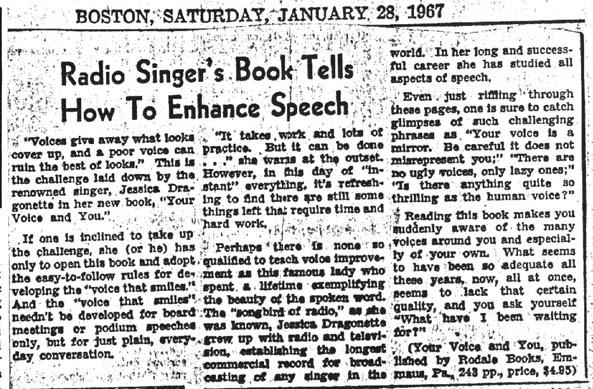 BOSTON, SATURDAY, JANUARY 28, 1967
Radio Singer's Book Tells
How To Enhance Speech
"Voices give away what looks
cover up, and a poor voice can
ruin the best of looks." This is
the challenge laid down by the
renowned singer, Jessica Dra-
gonette in her new book, "Your
Voice and You."
If one is inclined to take up
the challenge, she (or he) has
only to open this book and adopt
the easy-to-follow rules for de-
veloping the "voice that smiles."
And the "voice that smiles"
needn't be developed for board
meetings or podium speeches
only, but for just plain, every-
day conversation.
"It takes work and lots of
practice. But it can be done
. . ." she warns at the outset.
However, in this day of "in-
stant" everything, it's refresh-
ing to find there are still some
things left that require time and
hard work.
Perhaps there is none so
qualified to teach voice improve-
ment as this famous lady who
spent a lifetime exemplifying
the beauty of the spoken word.
The "songbird of radio," as she
was known, Jessica Dragonette
grew up with radio and televi-
sion, establishing the longest
commercial record for broad-
casting of any singer in the
world. In her long and success-
ful career she has studied all
aspects of speech.
Even just riffling through
these pages, one is sure to catch
glimpses of such challenging
phrases as "Your voice is a
mirror. Be careful it does not
misrepresent you;" "There are
no ugly voices, only lazy ones;"
"Is there anything quite so
thrilling as the human voice?"
Reading this book makes you
suddenly aware of the many
voices around you and especial-
ly of your own. What seems
to have been so adequate all
these years, now, all at once,
seems to lack that certain
quality, and you ask yourself
"What have I been waiting
for?"
(Your Voice and You, pub-
lished by Rodale Books, Em-
maus, Pa., 243 pp., price, $4.95)